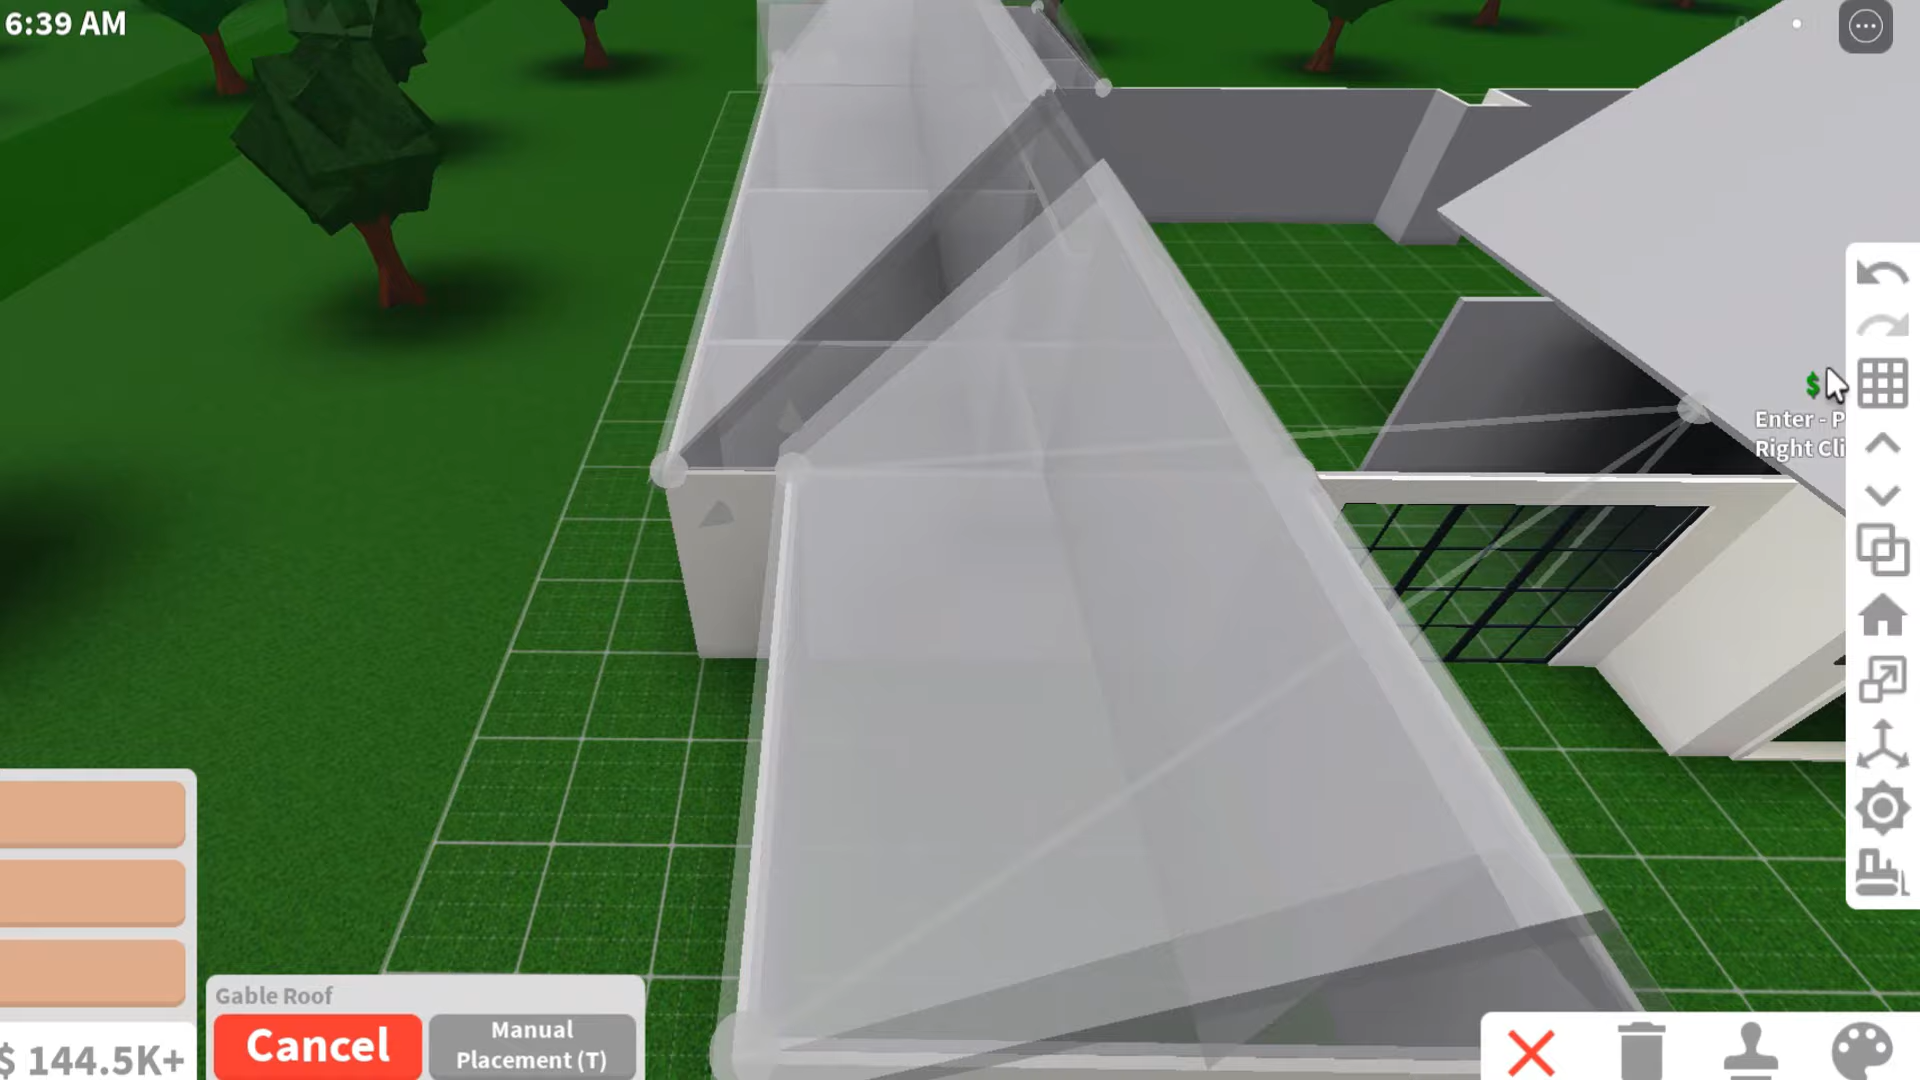 6:39 AM
$
Enter - P
Right Cli
Gable Roof
Cancel
Manual
Placement (T)
$ 144.5K+